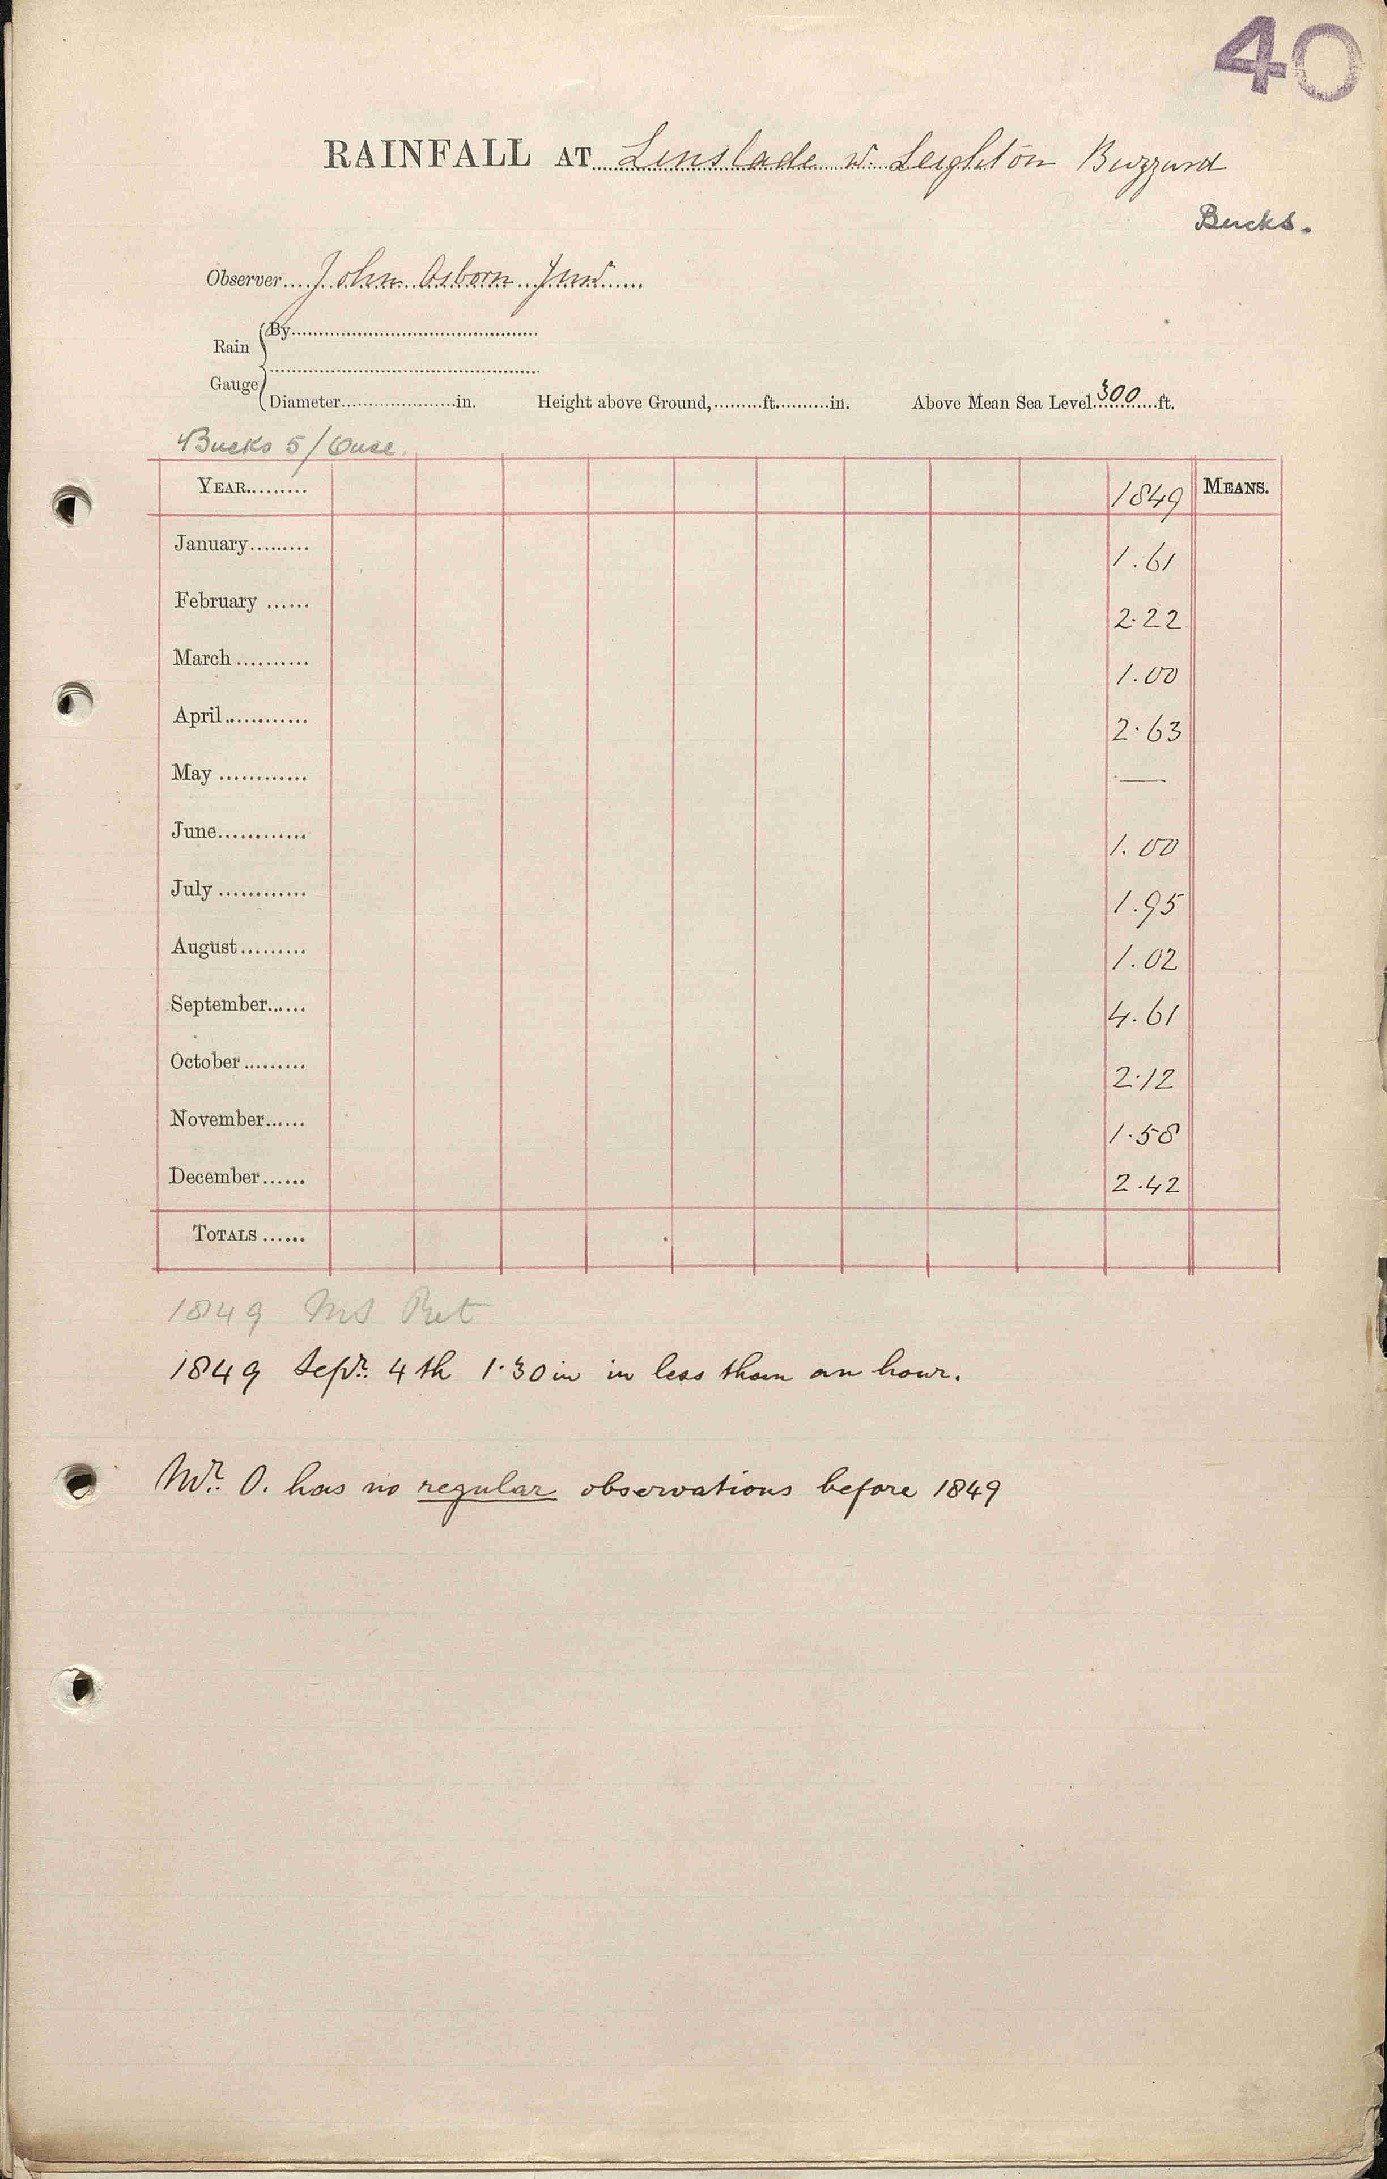 40
RAINFALL AT Linslade w. Leighton Buzzard
Bucks.
Observer John Osborn Junr
Rain Gauge
By
Diameter in. Height above Ground, ft. in. Above Mean Sea Level 300 ft.
Bucks 5/Ouse.
YEAR 1849 MEANS.
January 1.61
February 2.22
March 1.00
April 2.63
May —
June 1.00
July 1.95
August 1.02
September 4.61
October 2.12
November 1.58
December 2.42
TOTALS
1849 MS Ret
1849 Sepr. 4th 1.30 in in less than an hour.
Mr. O. has no regular observations before 1849